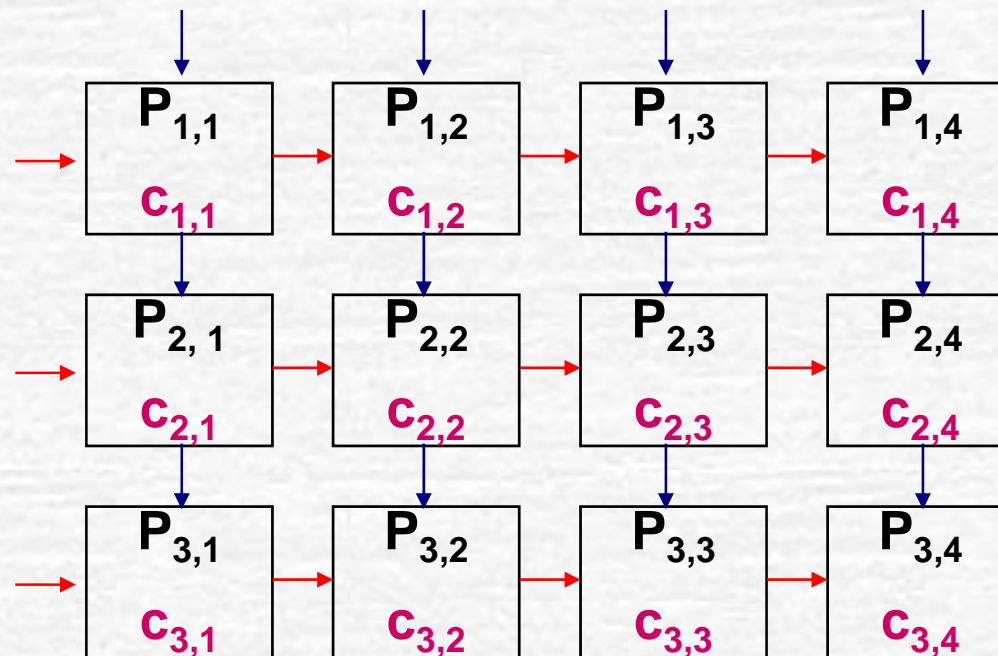 P1,1 P1,2 P1,3 P1,4
c1,1 c1,2 c1,3 c1,4
P2, 1 P2,2 P2,3 P2,4
c2,1 c2,2 c2,3 c2,4
P3,1 P3,2 P3,3 P3,4
c3,1 c3,2 c3,3 c3,4